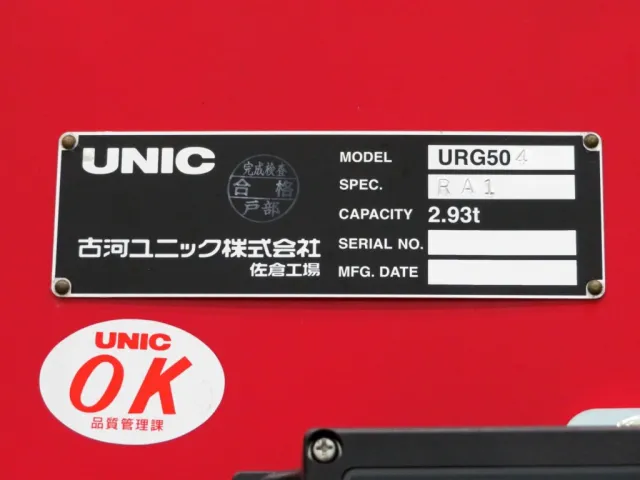 UNIC
完成検査
合格
戸部
古河ユニック株式会社
佐倉工場
MODEL URG504
SPEC. RA1
CAPACITY 2.93t
SERIAL NO.
MFG. DATE
UNIC
OK
品質管理課